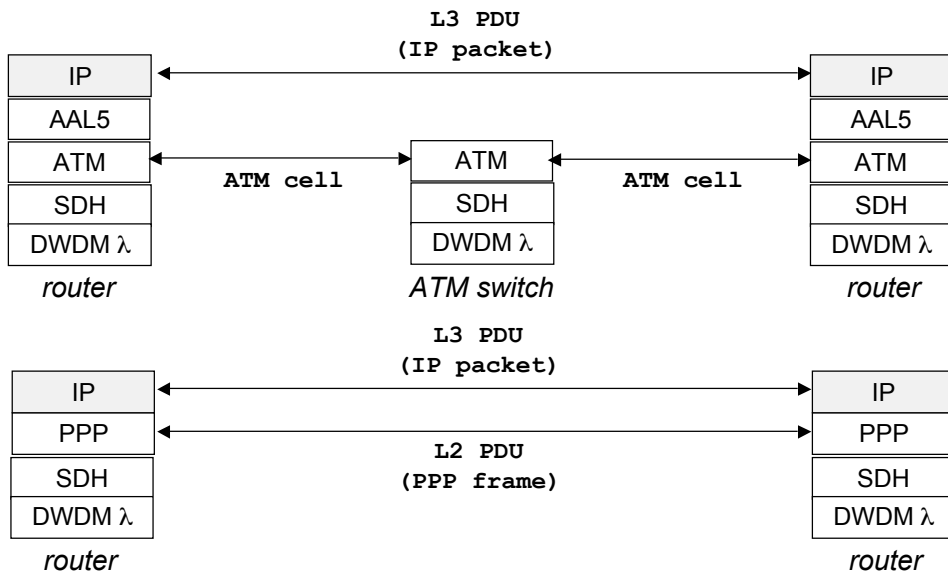 L3 PDU
(IP packet)
IP
IP
AAL5
AAL5
ATM
ATM
ATM
ATM cell
ATM cell
SDH
SDH
SDH
DWDM λ
DWDM λ
DWDM λ
router
ATM switch
router
L3 PDU
(IP packet)
IP
IP
PPP
PPP
L2 PDU
(PPP frame)
SDH
SDH
DWDM λ
DWDM λ
router
router